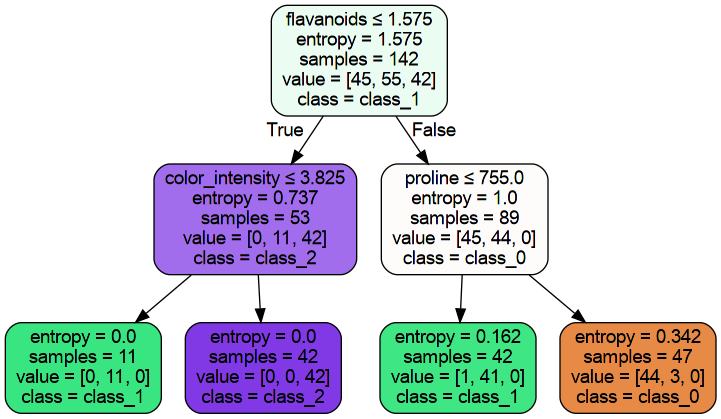 flavanoids ≤ 1.575
entropy = 1.575
samples = 142
value = [45, 55, 42]
class = class_1
True
False
color_intensity ≤ 3.825
entropy = 0.737
samples = 53
value = [0, 11, 42]
class = class_2
proline ≤ 755.0
entropy = 1.0
samples = 89
value = [45, 44, 0]
class = class_0
entropy = 0.0
samples = 11
value = [0, 11, 0]
class = class_1
entropy = 0.0
samples = 42
value = [0, 0, 42]
class = class_2
entropy = 0.162
samples = 42
value = [1, 41, 0]
class = class_1
entropy = 0.342
samples = 47
value = [44, 3, 0]
class = class_0